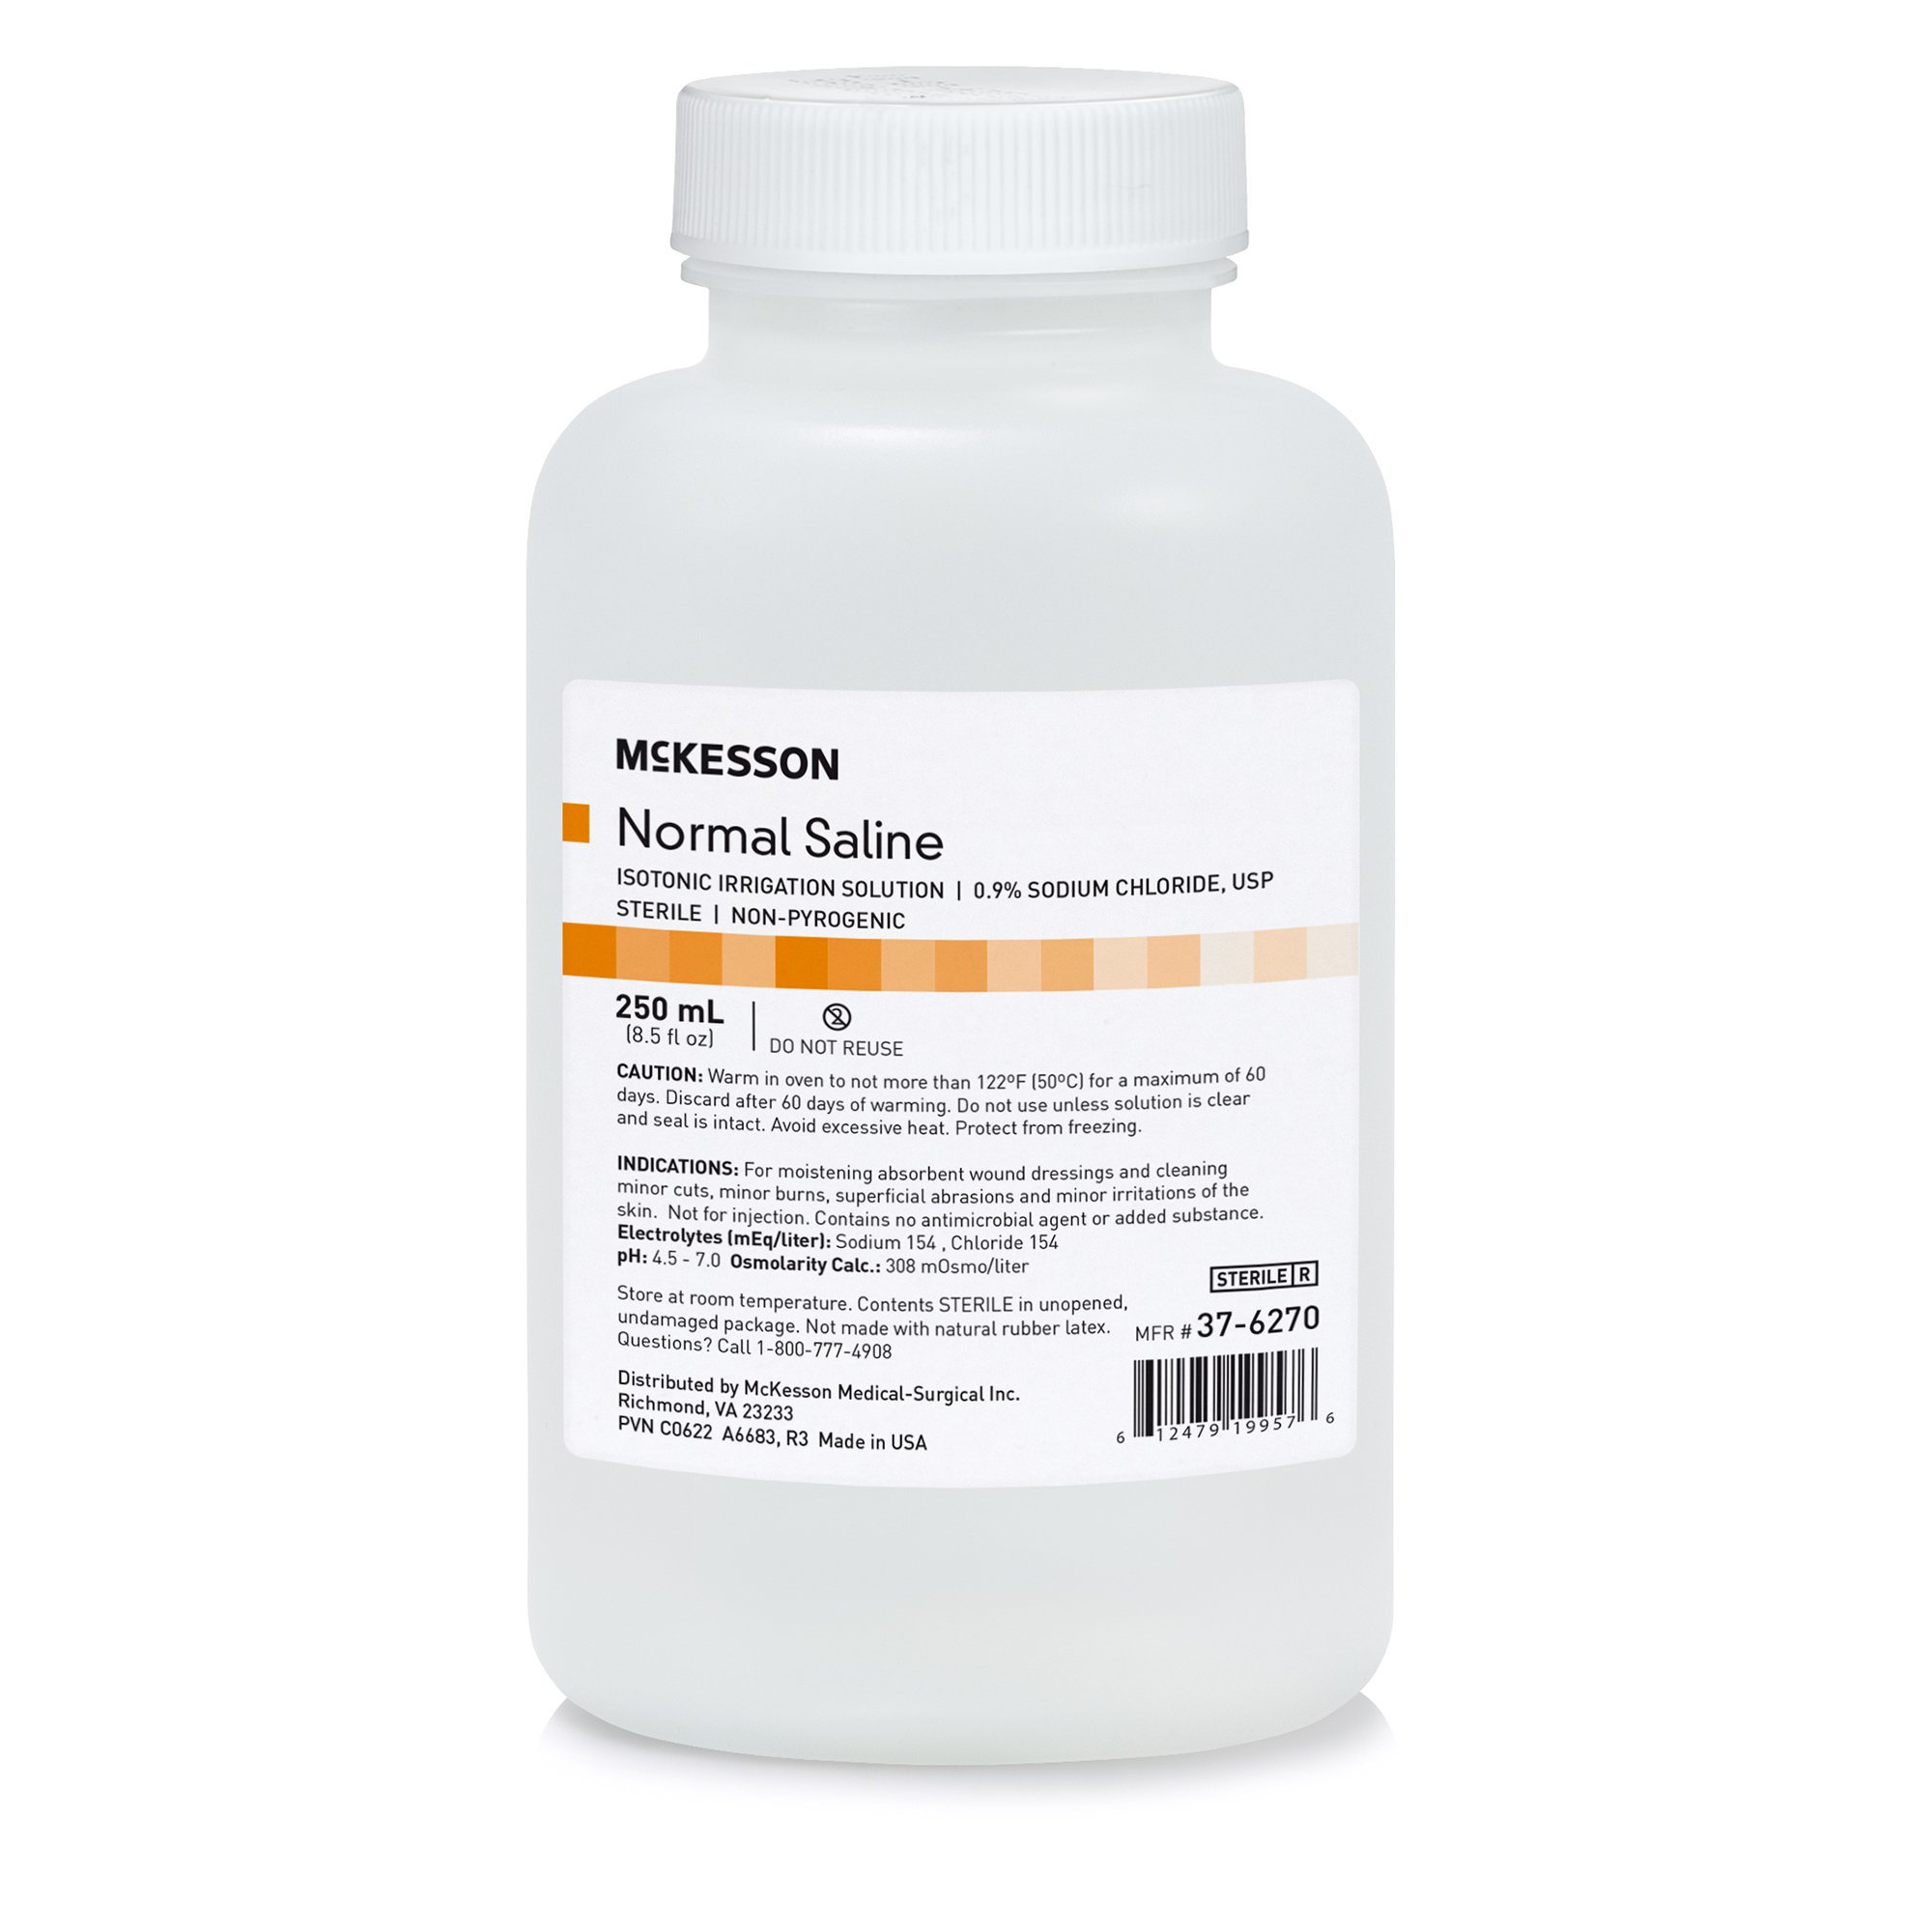 McKESSON
Normal Saline
ISOTONIC IRRIGATION SOLUTION | 0.9% SODIUM CHLORIDE, USP
STERILE | NON-PYROGENIC
250 mL
(8.5 fl oz)
2
DO NOT REUSE
CAUTION: Warm in oven to not more than 122ºF (50ºC) for a maximum of 60
days. Discard after 60 days of warming. Do not use unless solution is clear
and seal is intact. Avoid excessive heat. Protect from freezing.
INDICATIONS: For moistening absorbent wound dressings and cleaning
minor cuts, minor burns, superficial abrasions and minor irritations of the
skin. Not for injection. Contains no antimicrobial agent or added substance.
Electrolytes (mEq/liter): Sodium 154 , Chloride 154
pH: 4.5 - 7.0 Osmolarity Calc.: 308 mOsmo/liter
STERILE R
Store at room temperature. Contents STERILE in unopened,
undamaged package. Not made with natural rubber latex.
Questions? Call 1-800-777-4908
MFR # 37-6270
Distributed by McKesson Medical-Surgical Inc.
Richmond, VA 23233
PVN C0622 A6683, R3 Made in USA
6 12479 19957 6